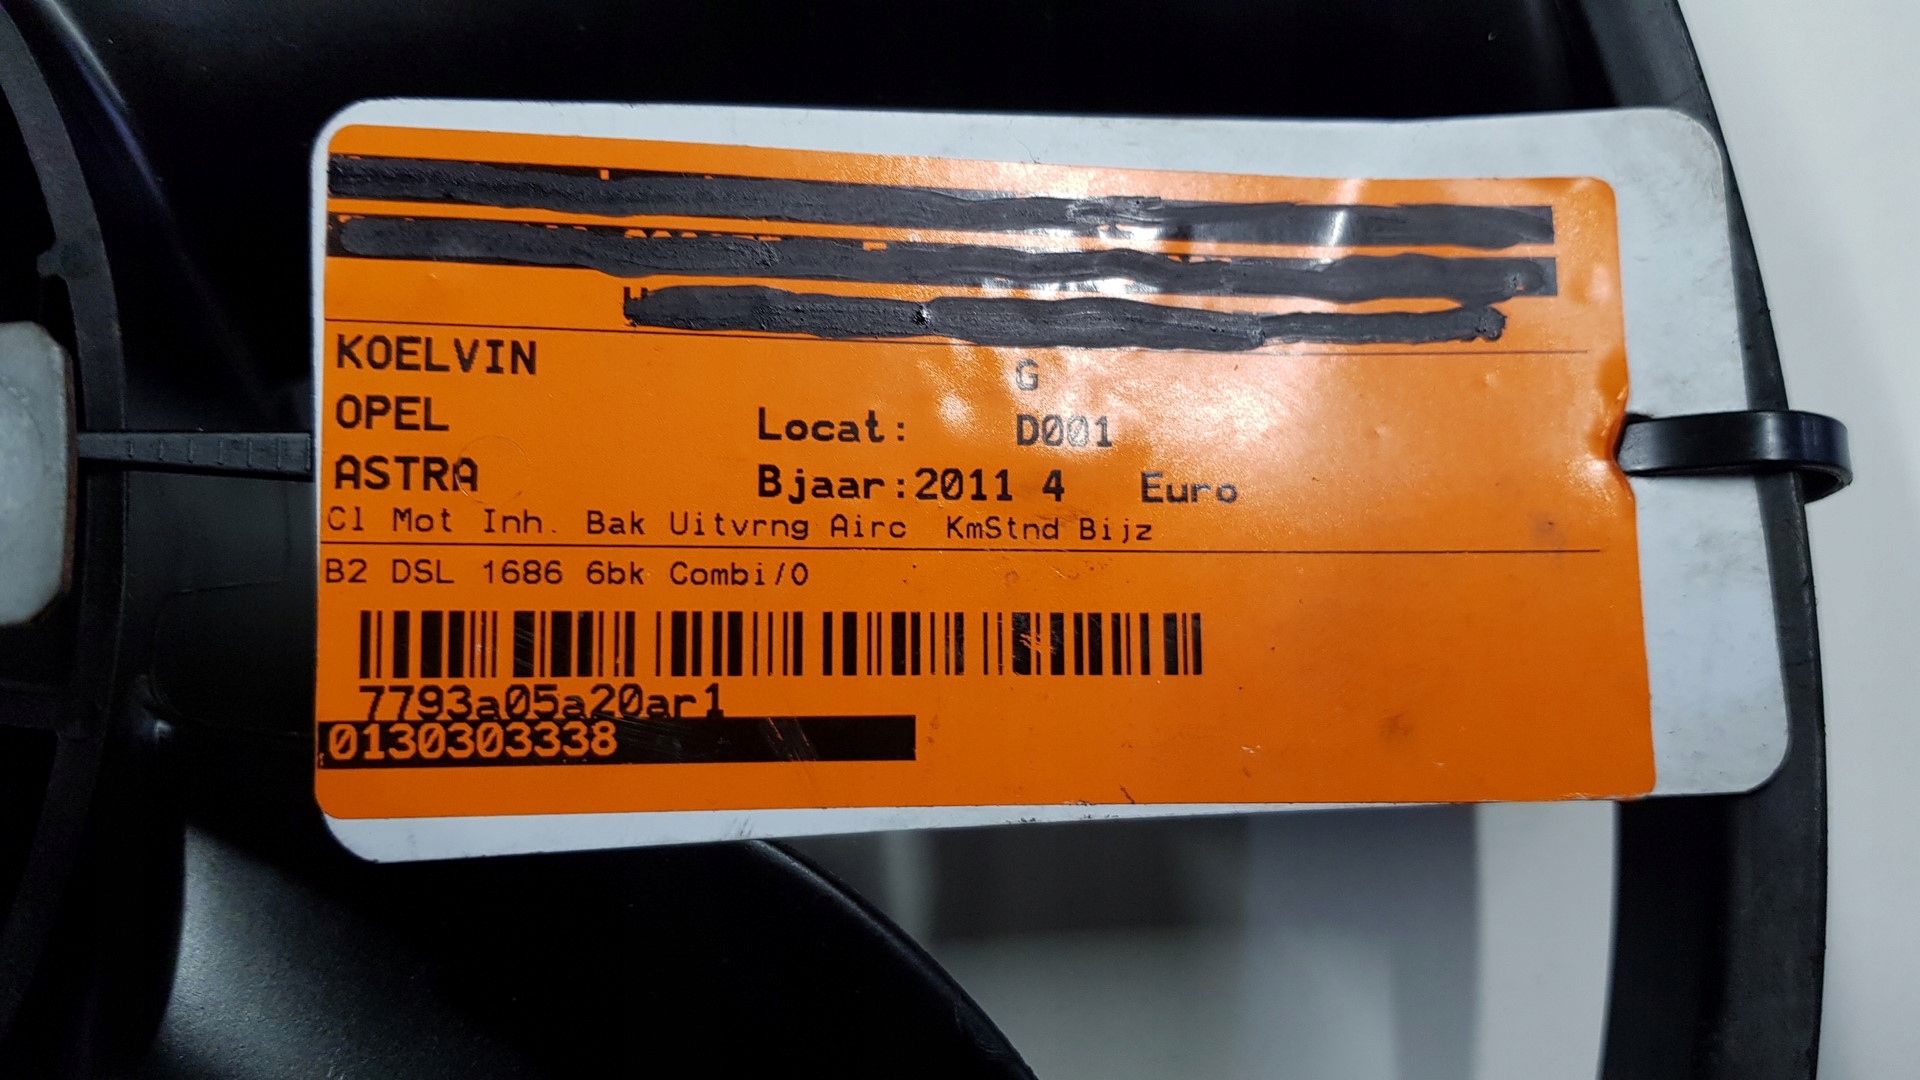 KOELVIN
G
OPEL
Locat: D001
ASTRA
Bjaar:2011 4 Euro
Cl Mot Inh. Bak Uitvrng Airc KmStnd Bijz
B2 DSL 1686 6bk Combi/O
7793a05a20ar1
0130303338